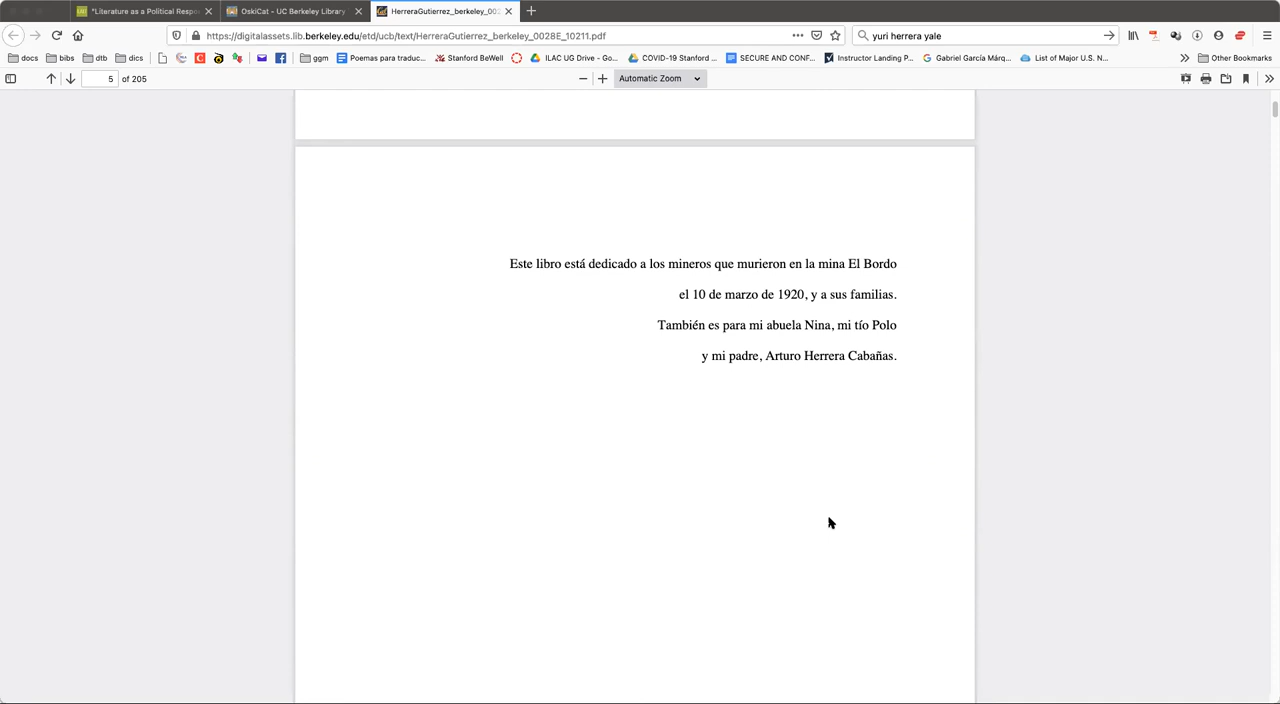 "Literature as a Political Respo
OskiCat - UC Berkeley Library
HerreraGutierrez_berkeley_002
https://digitalassets.lib.berkeley.edu/etd/ucb/text/HerreraGutierrez_berkeley_0028E_10211.pdf
yuri herrera yale
docs bibs dtb dics ggm Poemas para traduc... Stanford BeWell ILAC UG Drive - Go... COVID-19 Stanford ... SECURE AND CONF... Instructor Landing P... Gabriel García Márq... List of Major U.S. N... Other Bookmarks
5 of 205 Automatic Zoom
Este libro está dedicado a los mineros que murieron en la mina El Bordo
el 10 de marzo de 1920, y a sus familias.
También es para mi abuela Nina, mi tío Polo
y mi padre, Arturo Herrera Cabañas.